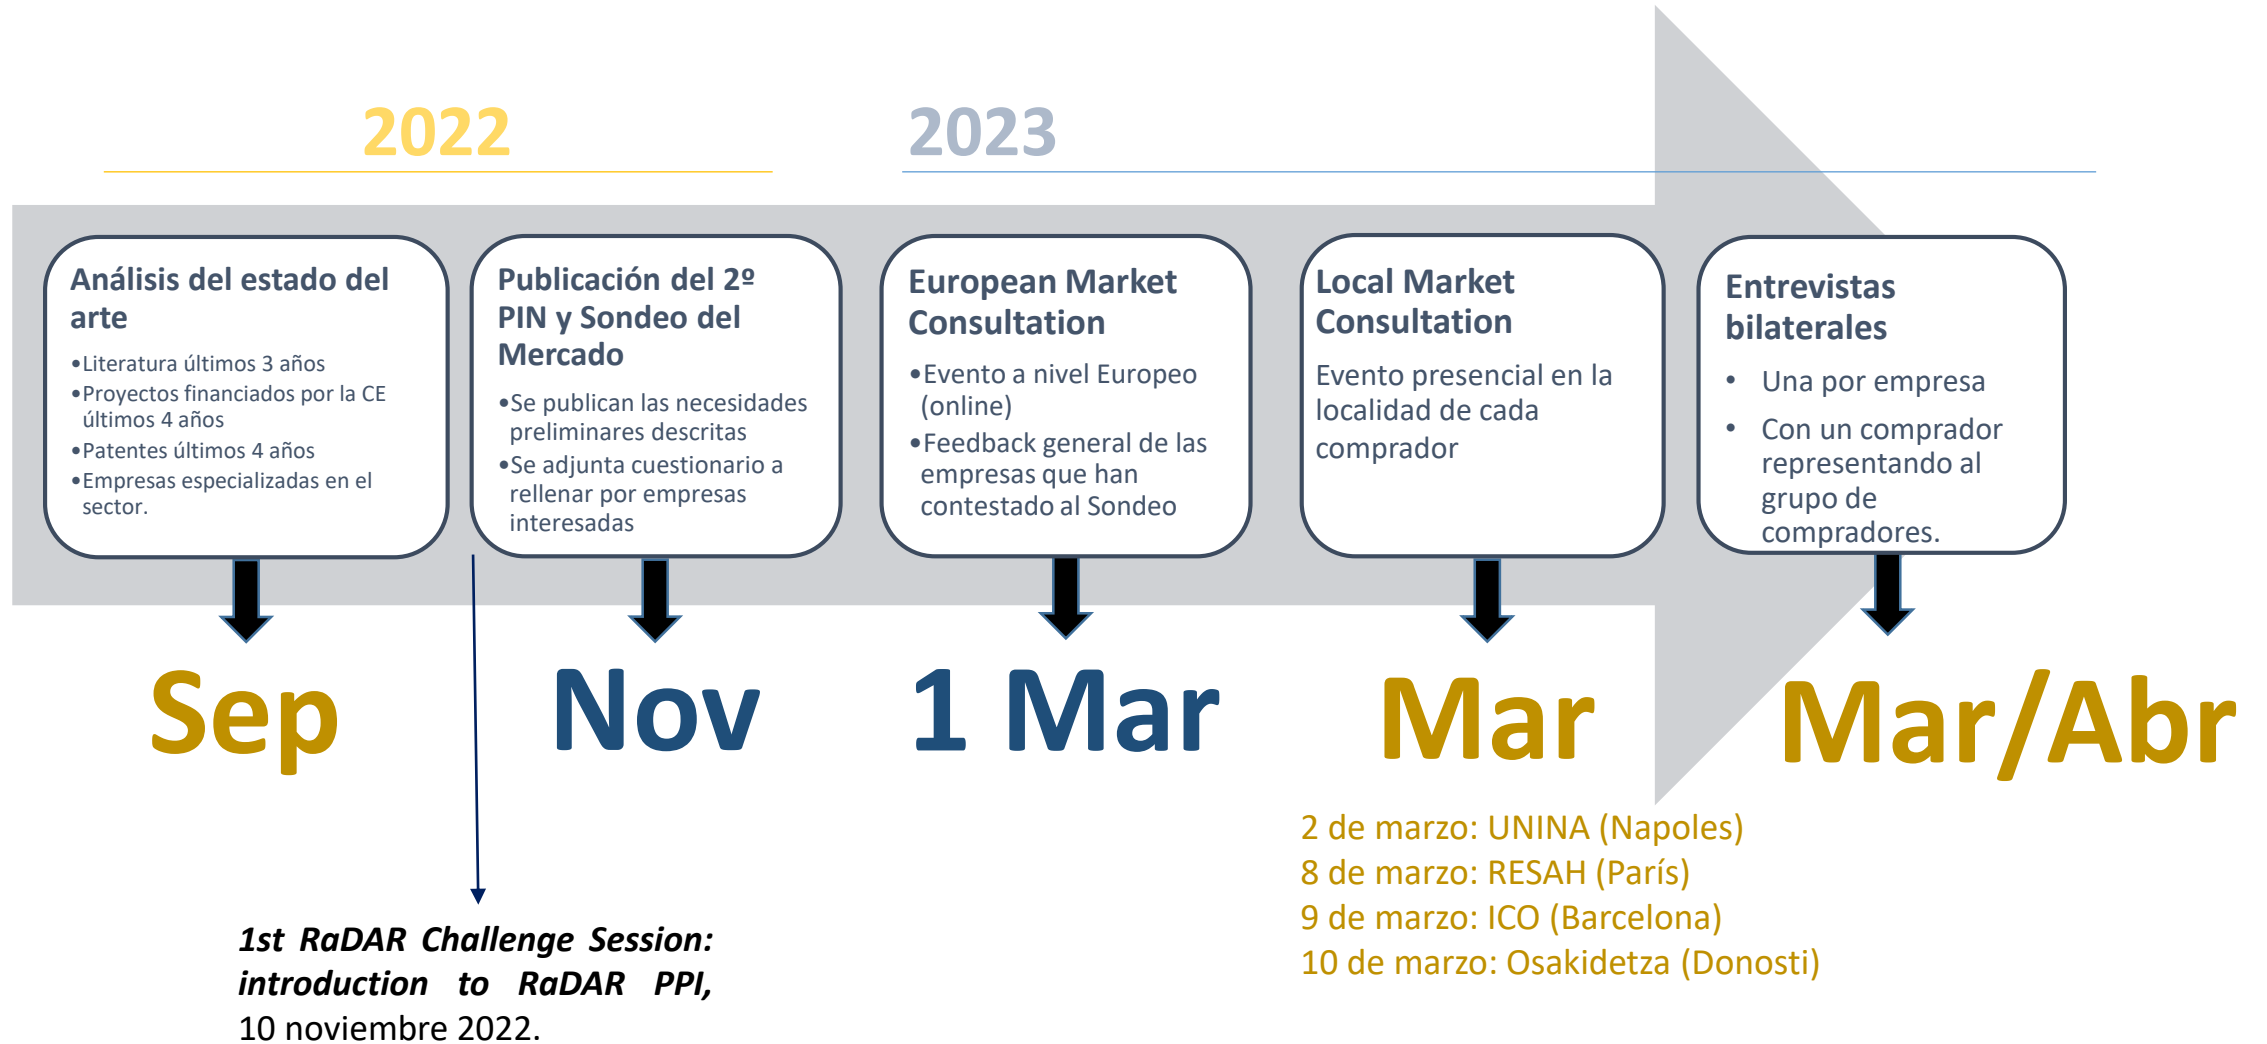 2022
2023
Análisis del estado del
arte
•Literatura últimos 3 años
•Proyectos financiados por la CE
últimos 4 años
•Patentes últimos 4 años
•Empresas especializadas en el
sector.
Publicación del 2º
PIN y Sondeo del
Mercado
•Se publican las necesidades
preliminares descritas
•Se adjunta cuestionario a
rellenar por empresas
interesadas
European Market
Consultation
•Evento a nivel Europeo
(online)
•Feedback general de las
empresas que han
contestado al Sondeo
Local Market
Consultation
Evento presencial en la
localidad de cada
comprador
Entrevistas
bilaterales
• Una por empresa
• Con un comprador
representando al
grupo de
compradores.
Sep
Nov
1 Mar
Mar
Mar/Abr
2 de marzo: UNINA (Napoles)
8 de marzo: RESAH (París)
9 de marzo: ICO (Barcelona)
10 de marzo: Osakidetza (Donosti)
1st RaDAR Challenge Session:
introduction to RaDAR PPI,
10 noviembre 2022.